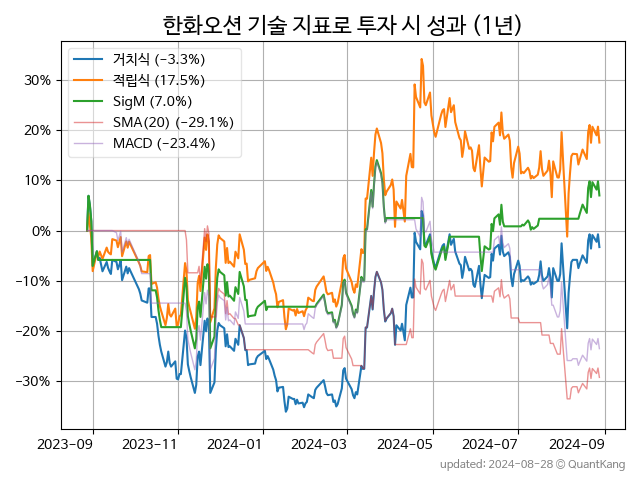 한화오션 기술 지표로 투자 시 성과 (1년)
거치식 (−3.3%)
적립식 (17.5%)
SigM (7.0%)
SMA(20) (−29.1%)
MACD (−23.4%)
30%
20%
10%
0%
−10%
−20%
−30%
2023-09 2023-11 2024-01 2024-03 2024-05 2024-07 2024-09
updated: 2024-08-28 ⓒ QuantKang